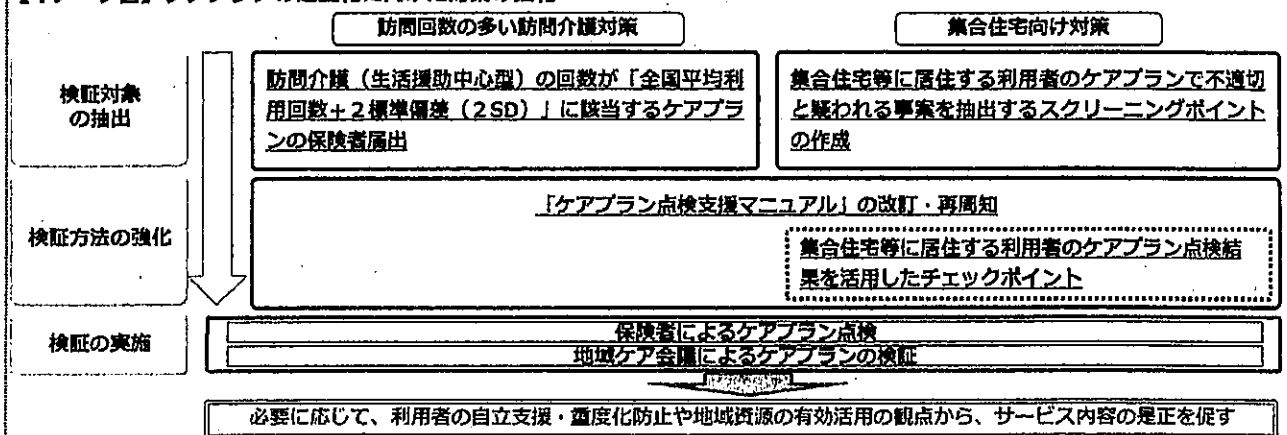 訪問回数の多い訪問介護対策
集合住宅向け対策
検証対象
の抽出
訪問介護（生活援助中心型）の回数が「全国平均利
用回数＋２標準偏差（２SD）」に該当するケアプラ
ンの保険者届出
集合住宅等に居住する利用者のケアプランで不適切
と疑われる事案を抽出するスクリーニングポイント
の作成
検証方法の強化
「ケアプラン点検支援マニュアル」の改訂・再周知
集合住宅等に居住する利用者のケアプラン点検結
果を活用したチェックポイント
検証の実施
保険者によるケアプラン点検
地域ケア会議によるケアプランの検証
必要に応じて、利用者の自立支援・重度化防止や地域資源の有効活用の観点から、サービス内容の是正を促す